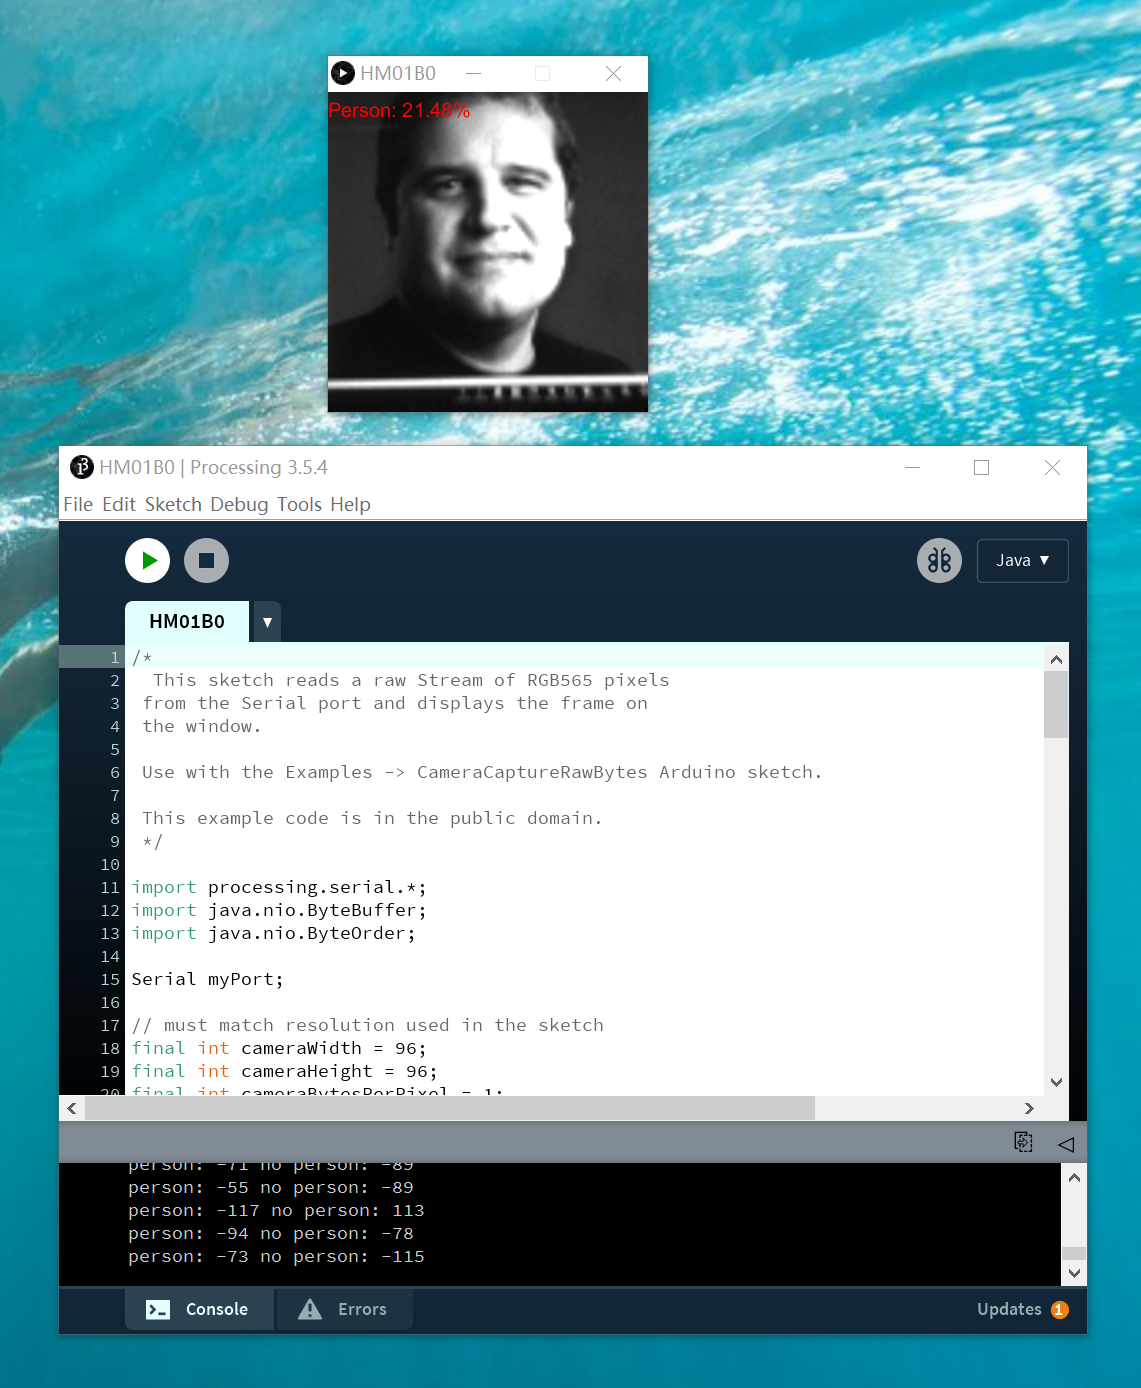 HM01B0
Person: 21.48%
HM01B0 | Processing 3.5.4
File Edit Sketch Debug Tools Help
Java ▼
HM01B0 ▼
1 /*
2 This sketch reads a raw Stream of RGB565 pixels
3 from the Serial port and displays the frame on
4 the window.
5
6 Use with the Examples -> CameraCaptureRawBytes Arduino sketch.
7
8 This example code is in the public domain.
9 */
10
11 import processing.serial.*;
12 import java.nio.ByteBuffer;
13 import java.nio.ByteOrder;
14
15 Serial myPort;
16
17 // must match resolution used in the sketch
18 final int cameraWidth = 96;
19 final int cameraHeight = 96;
20 final int cameraBytesPerPixel = 1;
person: -71 no person: -89
person: -55 no person: -89
person: -117 no person: 113
person: -94 no person: -78
person: -73 no person: -115
Console
Errors
Updates 1